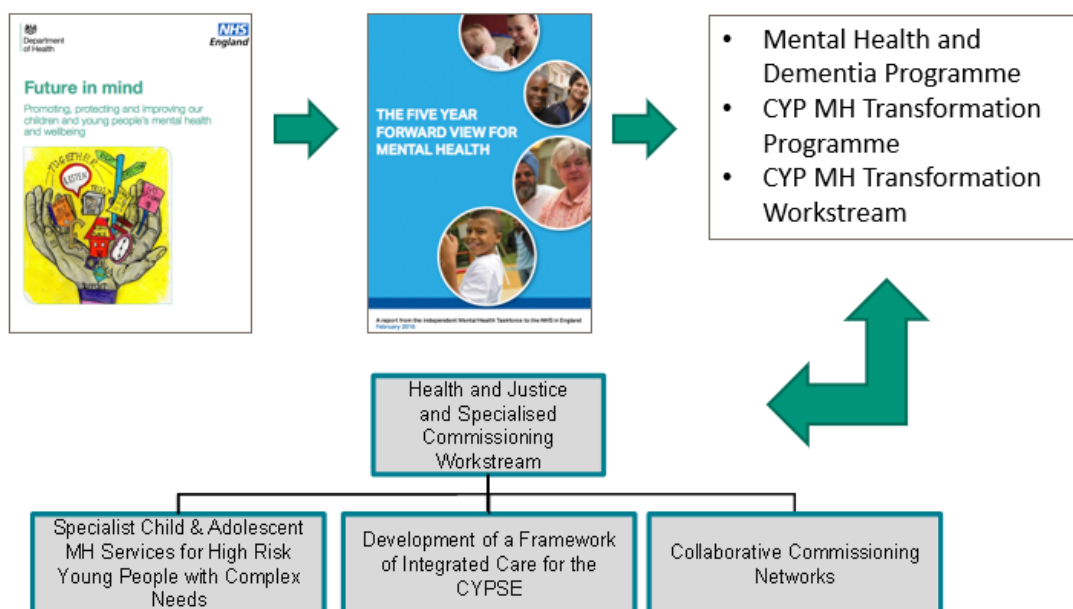 Department
of Health
NHS
England
Future in mind
Promoting, protecting and improving our
children and young people's mental health
and wellbeing
TOGETHER
LISTEN
THE FIVE YEAR
FORWARD VIEW FOR
MENTAL HEALTH
A report from the independent Mental Health Taskforce to the NHS in England
February 2016
• Mental Health and
Dementia Programme
• CYP MH Transformation
Programme
• CYP MH Transformation
Workstream
Health and Justice
and Specialised
Commissioning
Workstream
Specialist Child & Adolescent
MH Services for High Risk
Young People with Complex
Needs
Development of a Framework
of Integrated Care for the
CYPSE
Collaborative Commissioning
Networks